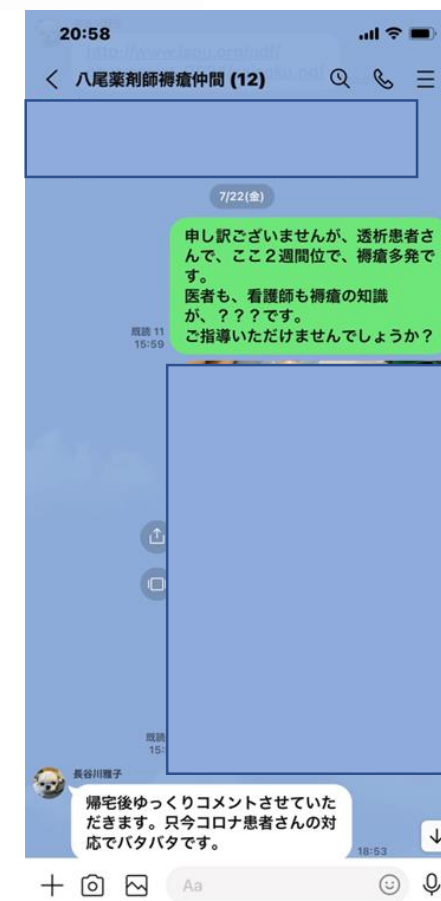 20:58
八尾薬剤師褥瘡仲間 (12)
7/22(金)
申し訳ございませんが、透析患者さ
んで、ここ２週間位で、褥瘡多発で
す。
医者も、看護師も褥瘡の知識
が、？？？です。
ご指導いただけませんでしょうか？
既読 11
15:59
既読
15:
長谷川雅子
帰宅後ゆっくりコメントさせていた
だきます。只今コロナ患者さんの対
応でバタバタです。
18:53
Aa